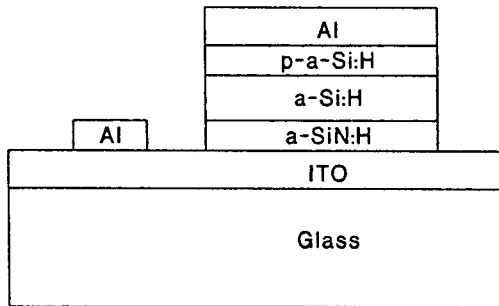 Al
p-a-Si:H
a-Si:H
Al
a-SiN:H
ITO
Glass